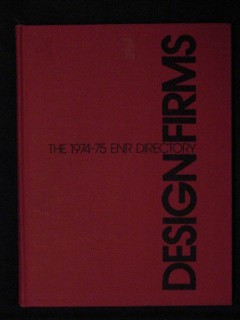 THE 1974-75 ENR DIRECTORY
DESIGN FIRMS